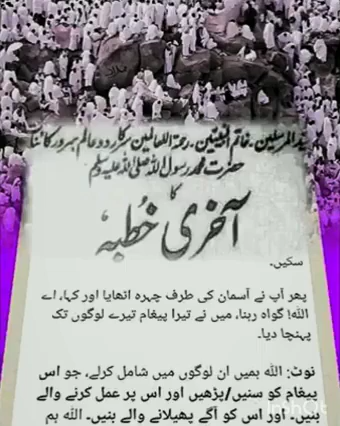 سید المرسلین۔ خاتم النبیین۔ رحمۃ اللعالمین سرکار دو عالم سرور کائنات
حضرت محمد رسول اللہ صلی اللہ علیہ وسلم
کا
آخری خُطبہ
سکیں۔
پھر آپ نے آسمان کی طرف چہرہ اٹھایا اور کہا، اے
اللہ! گواہ رہنا، میں نے تیرا پیغام تیرے لوگوں تک
پہنچا دیا۔
نوٹ: اللہ ہمیں ان لوگوں میں شامل کرلے، جو اس
پیغام کو سنیں/پڑھیں اور اس پر عمل کرنے والے
بنیں۔ اور اس کو آگے پھیلانے والے بنیں۔ اللہ ہم